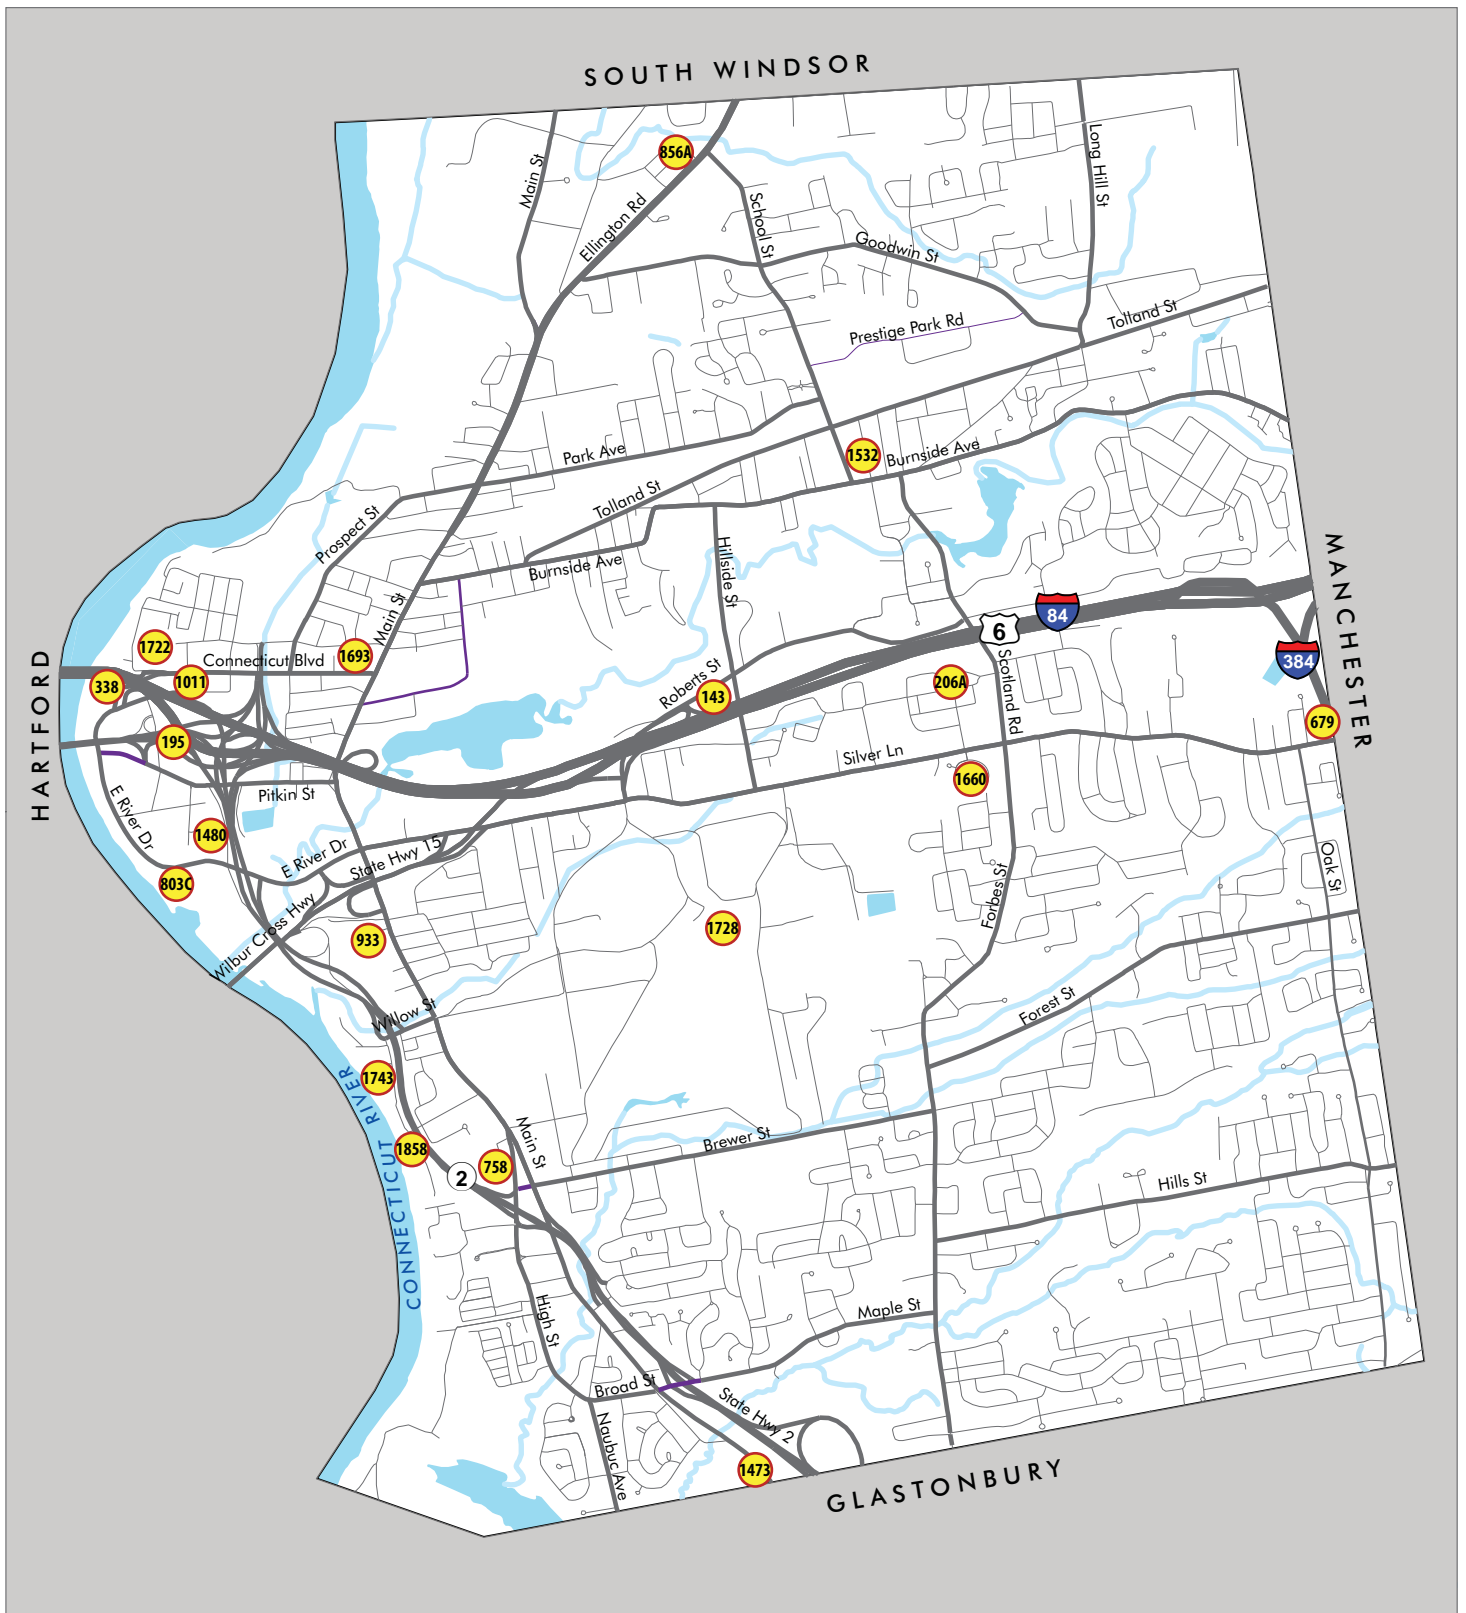 SOUTH WINDSOR
856A
Main St
Long Hill St
Ellington Rd
School St
Goodwin St
Tolland St
Prestige Park Rd
1532
Burnside Ave
Park Ave
Tolland St
Prospect St
Hillside St
Burnside Ave
MANCHESTER
Main St
84
6
384
1722
1693
Connecticut Blvd
HARTFORD
338
1011
Roberts St
143
206A
Scotland Rd
679
195
Silver Ln
1660
Pitkin St
E River Dr
1480
E River Dr
State Hwy 15
803C
Oak St
Forbes St
Wilbur Cross Hwy
933
1728
Willow St
Forest St
1743
CONNECTICUT RIVER
1858
758
2
Main St
Brewer St
Hills St
High St
Maple St
Broad St
State Hwy 2
Naubuc Ave
1473
GLASTONBURY